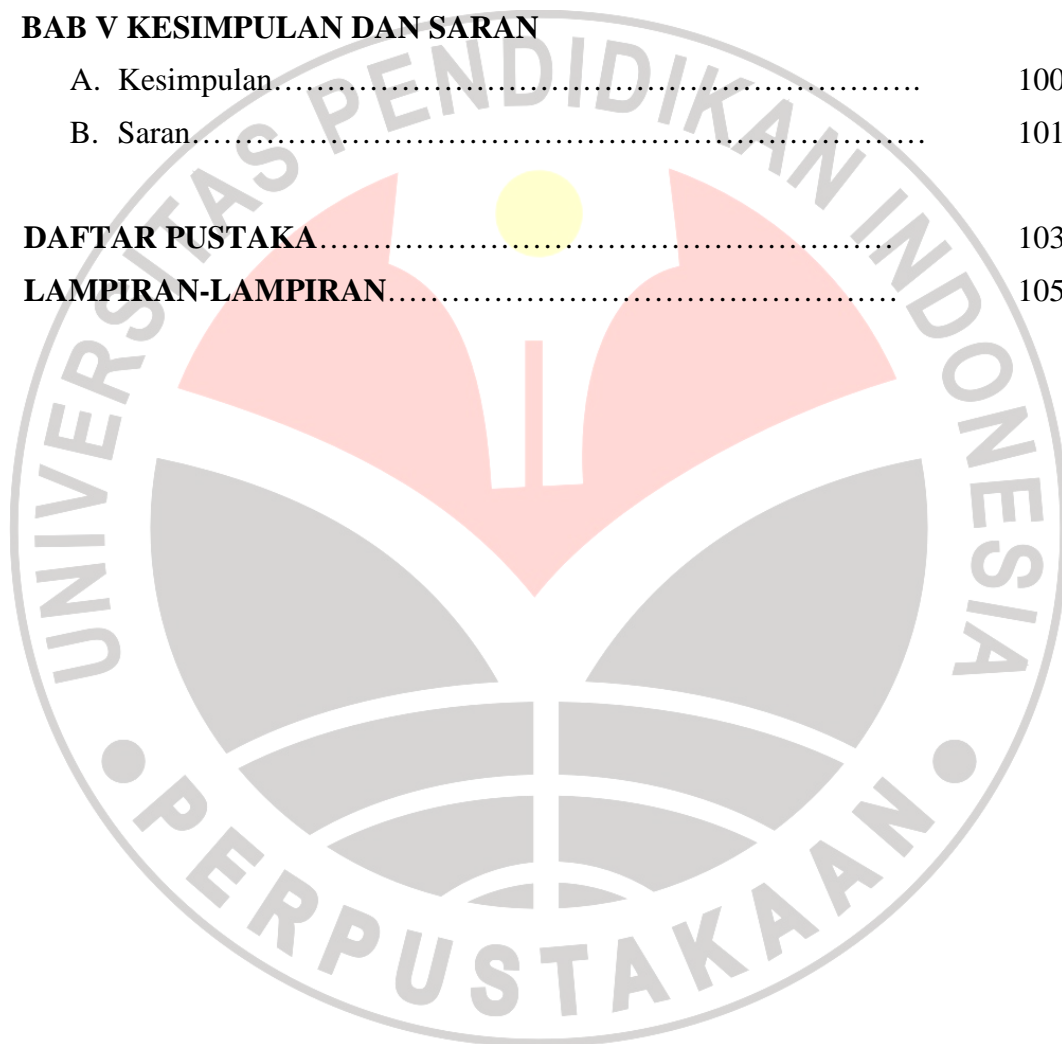 BAB V KESIMPULAN DAN SARAN
A. Kesimpulan…………………………………………………………. 100
B. Saran………………………………………………………………… 101
DAFTAR PUSTAKA………………………………………………… 103
LAMPIRAN-LAMPIRAN…………………………………………… 105
UNIVERSITAS PENDIDIKAN INDONESIA
PERPUSTAKAAN